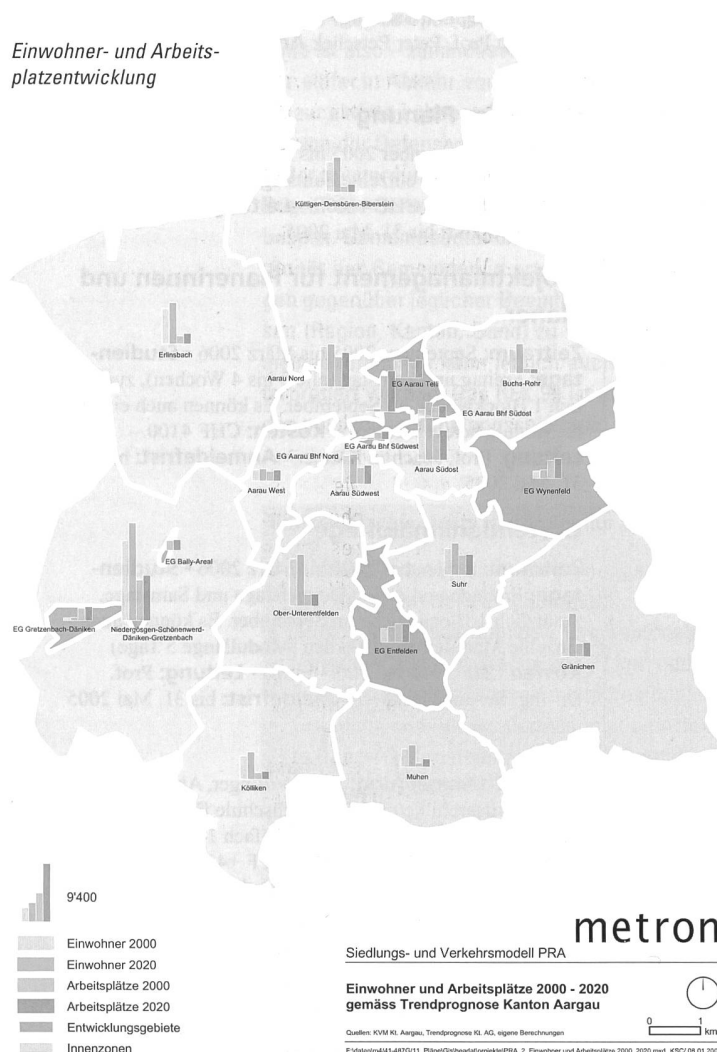 Einwohner- und Arbeits-
platzentwicklung
Küttigen-Densbüren-Biberstein
Erlinsbach
Aarau Nord
EG Aarau Torf
Buchs-Rohr
EG Aarau Bhf Südost
EG Aarau Bhf Südwest
EG Aarau Bhf Nord
Aarau Südost
Aarau West
Aarau Südwest
EG Wynenfeld
EG Bally-Areal
Suhr
EG Gretzenbach-Däniken
Niedergösgen-Schönenwerd-
Däniken-Gretzenbach
Ober-Unterentfelden
EG Entfelden
Gränichen
Kölliken
Muhen
9'400
Einwohner 2000
Einwohner 2020
Arbeitsplätze 2000
Arbeitsplätze 2020
Entwicklungsgebiete
Innenzonen
metron
Siedlungs- und Verkehrsmodell PRA
Einwohner und Arbeitsplätze 2000 - 2020
gemäss Trendprognose Kanton Aargau
0 1
km
Quellen: KVM Kt. Aargau, Trendprognose Kt. AG, eigene Berechnungen